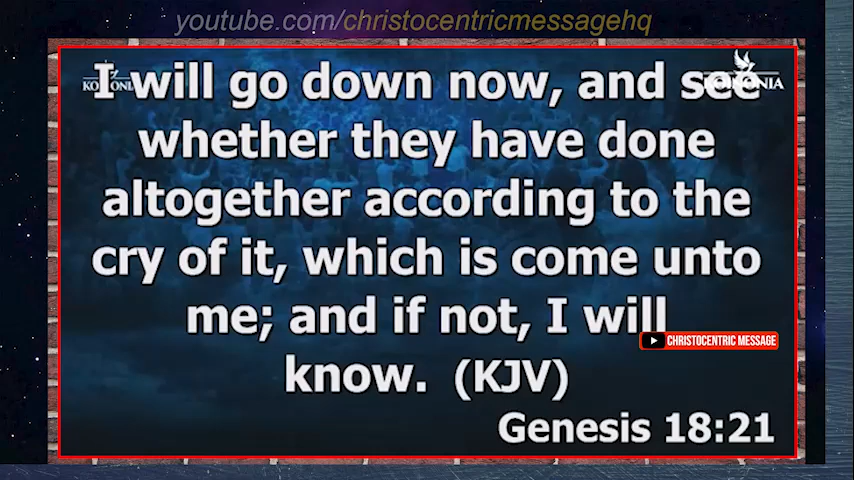 youtube.com/christocentricmessagehq
I will go down now, and see
whether they have done
altogether according to the
cry of it, which is come unto
me; and if not, I will
know. (KJV)
Genesis 18:21
CHRISTOCENTRIC MESSAGE
KOINONIA